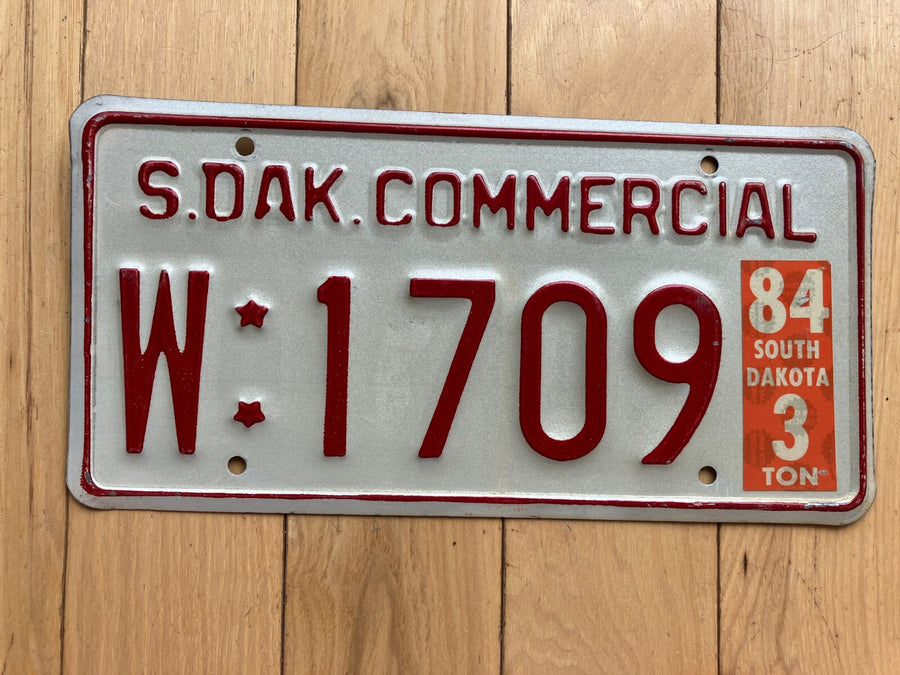 S.DAK.COMMERCIAL
W★★1709
84
SOUTH
DAKOTA
3
TON